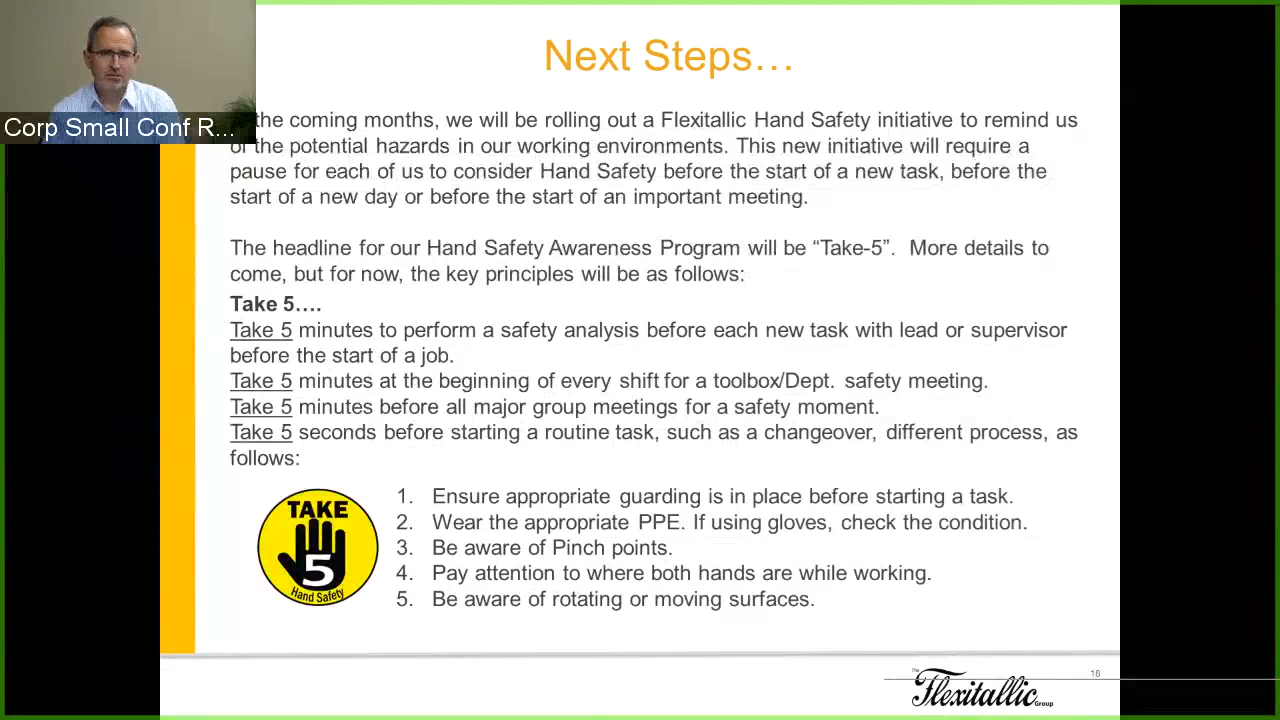 Next Steps…
Corp Small Conf R...
the coming months, we will be rolling out a Flexitallic Hand Safety initiative to remind us
of the potential hazards in our working environments. This new initiative will require a
pause for each of us to consider Hand Safety before the start of a new task, before the
start of a new day or before the start of an important meeting.
The headline for our Hand Safety Awareness Program will be “Take-5”. More details to
come, but for now, the key principles will be as follows:
Take 5….
Take 5 minutes to perform a safety analysis before each new task with lead or supervisor
before the start of a job.
Take 5 minutes at the beginning of every shift for a toolbox/Dept. safety meeting.
Take 5 minutes before all major group meetings for a safety moment.
Take 5 seconds before starting a routine task, such as a changeover, different process, as
follows:
1. Ensure appropriate guarding is in place before starting a task.
2. Wear the appropriate PPE. If using gloves, check the condition.
3. Be aware of Pinch points.
4. Pay attention to where both hands are while working.
5. Be aware of rotating or moving surfaces.
TAKE
5
Hand Safety
The
Flexitallic
Group
18